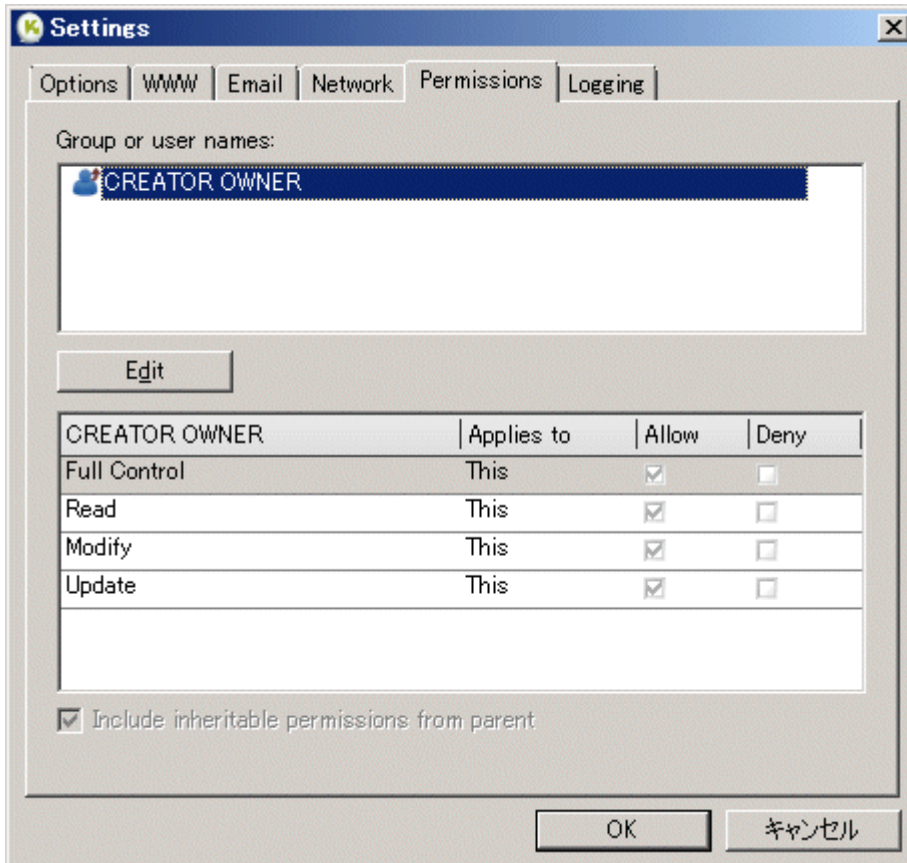 Settings
Options WWW Email Network Permissions Logging
Group or user names:
CREATOR OWNER
Edit
CREATOR OWNER Applies to Allow Deny
Full Control This
Read This
Modify This
Update This
Include inheritable permissions from parent
OK キャンセル